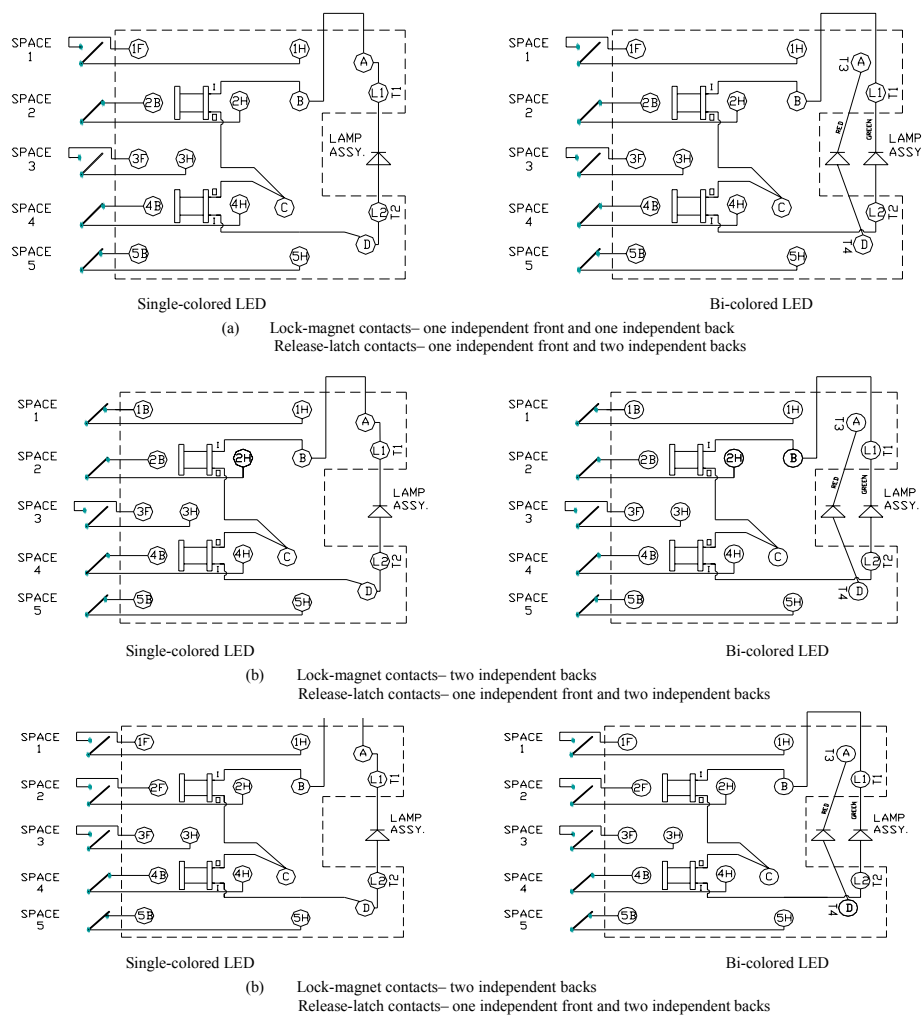 SPACE 1
1F
1H
A
L1
T1
SPACE 2
2B
I
O
2H
B
LAMP
ASSY.
SPACE 3
3F
3H
SPACE 4
4B
O
I
4H
C
L2
T2
D
SPACE 5
5B
5H
Single-colored LED
SPACE 1
1F
1H
T3
A
L1
T1
SPACE 2
2B
I
O
2H
B
RED
GREEN
LAMP
ASSY.
SPACE 3
3F
3H
SPACE 4
4B
O
I
4H
C
L2
T2
T4
D
SPACE 5
5B
5H
Bi-colored LED
(a) Lock-magnet contacts– one independent front and one independent back
Release-latch contacts– one independent front and two independent backs
SPACE 1
1B
1H
A
L1
T1
SPACE 2
2B
I
O
2H
B
LAMP
ASSY.
SPACE 3
3F
3H
SPACE 4
4B
O
I
4H
C
L2
T2
D
SPACE 5
5B
5H
Single-colored LED
SPACE 1
1B
1H
T3
A
L1
T1
SPACE 2
2B
I
O
2H
B
RED
GREEN
LAMP
ASSY.
SPACE 3
3F
3H
SPACE 4
4B
O
I
4H
C
L2
T2
T4
D
SPACE 5
5B
5H
Bi-colored LED
(b) Lock-magnet contacts– two independent backs
Release-latch contacts– one independent front and two independent backs
SPACE 1
1F
1H
A
L1
T1
SPACE 2
2F
I
O
2H
B
LAMP
ASSY.
SPACE 3
3F
3H
SPACE 4
4B
O
I
4H
C
L2
T2
D
SPACE 5
5B
5H
Single-colored LED
SPACE 1
1F
1H
T3
A
L1
T1
SPACE 2
2F
I
O
2H
B
RED
GREEN
LAMP
ASSY.
SPACE 3
3F
3H
SPACE 4
4B
O
I
4H
C
L2
T2
T4
D
SPACE 5
5B
5H
Bi-colored LED
(b) Lock-magnet contacts– two independent backs
Release-latch contacts– one independent front and two independent backs